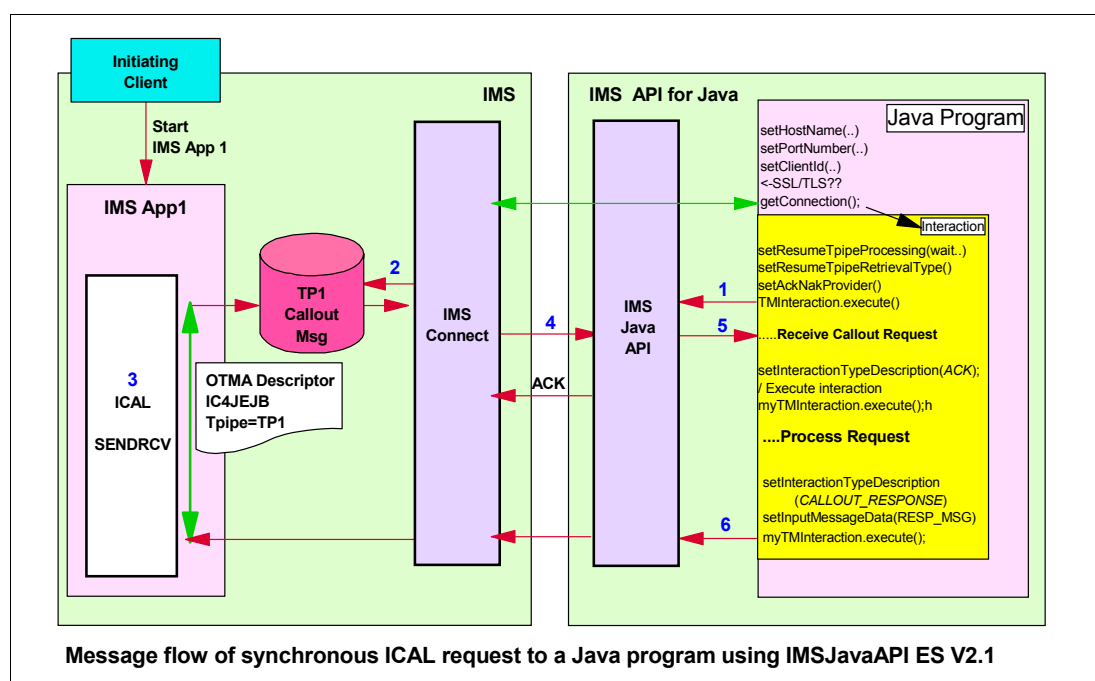 Initiating
Client
Start
IMS App 1
IMS
IMS App1
3
ICAL
SENDRCV
TP1
Callout
Msg
2
OTMA Descriptor
IC4JEJB
Tpipe=TP1
IMS
Connect
4
ACK
IMS API for Java
IMS
Java
API
1
5
6
Java Program
setHostName(..)
setPortNumber(..)
setClientId(..)
<-SSL/TLS??
getConnection();
Interaction
setResumeTpipeProcessing(wait..)
setResumeTpipeRetrievalType()
setAckNakProvider()
TMInteraction.execute()
.....Receive Callout Request
setInteractionTypeDescription(ACK);
/ Execute interaction
myTMInteraction.execute();h
....Process Request
setInteractionTypeDescription
(CALLOUT_RESPONSE)
setInputMessageData(RESP_MSG)
myTMInteraction.execute();
Message flow of synchronous ICAL request to a Java program using IMSJavaAPI ES V2.1